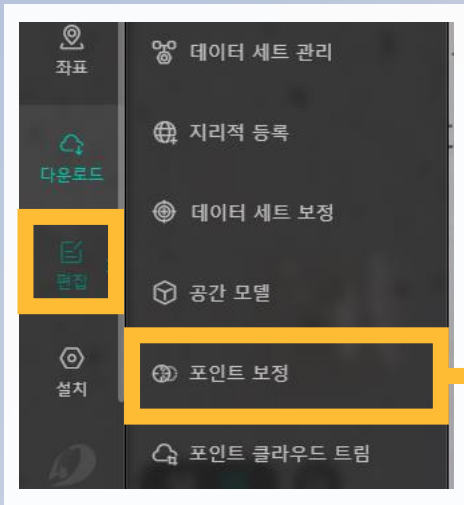 좌표
다운로드
편집
설치
데이터 세트 관리
지리적 등록
데이터 세트 보정
공간 모델
포인트 보정
포인트 클라우드 트림